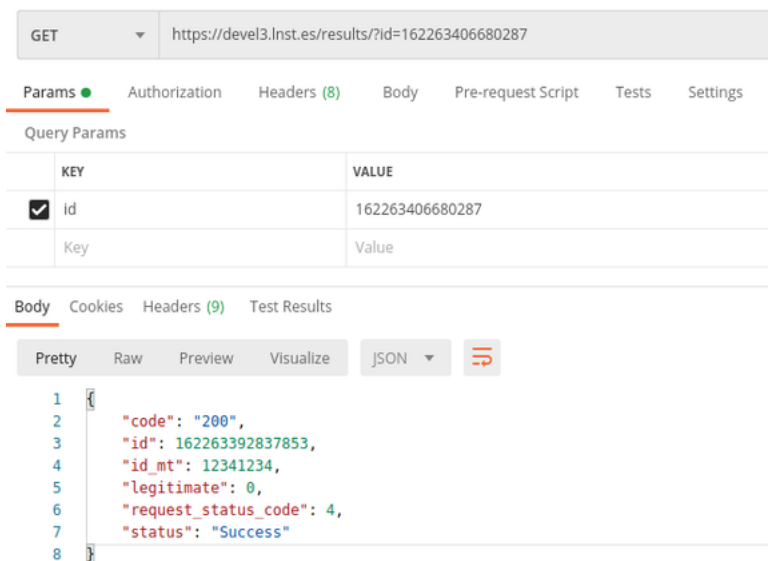 GET https://devel3.lnst.es/results/?id=162263406680287
Params Authorization Headers (8) Body Pre-request Script Tests Settings
Query Params
KEY VALUE
id 162263406680287
Key Value
Body Cookies Headers (9) Test Results
Pretty Raw Preview Visualize JSON
1 {
2 "code": "200",
3 "id": 162263392837853,
4 "id_mt": 12341234,
5 "legitimate": 0,
6 "request_status_code": 4,
7 "status": "Success"
8 }